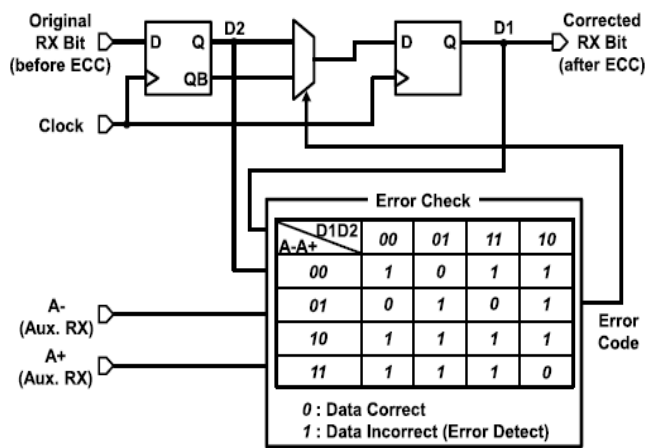 Original
RX Bit
(before ECC)
D Q
QB
D2
D Q
D1
Corrected
RX Bit
(after ECC)
Clock
Error Check
D1D2
A-A+
00 01 11 10
00 1 0 1 1
01 0 1 0 1
10 1 1 1 1
11 1 1 1 0
0 : Data Correct
1 : Data Incorrect (Error Detect)
A-
(Aux. RX)
A+
(Aux. RX)
Error
Code